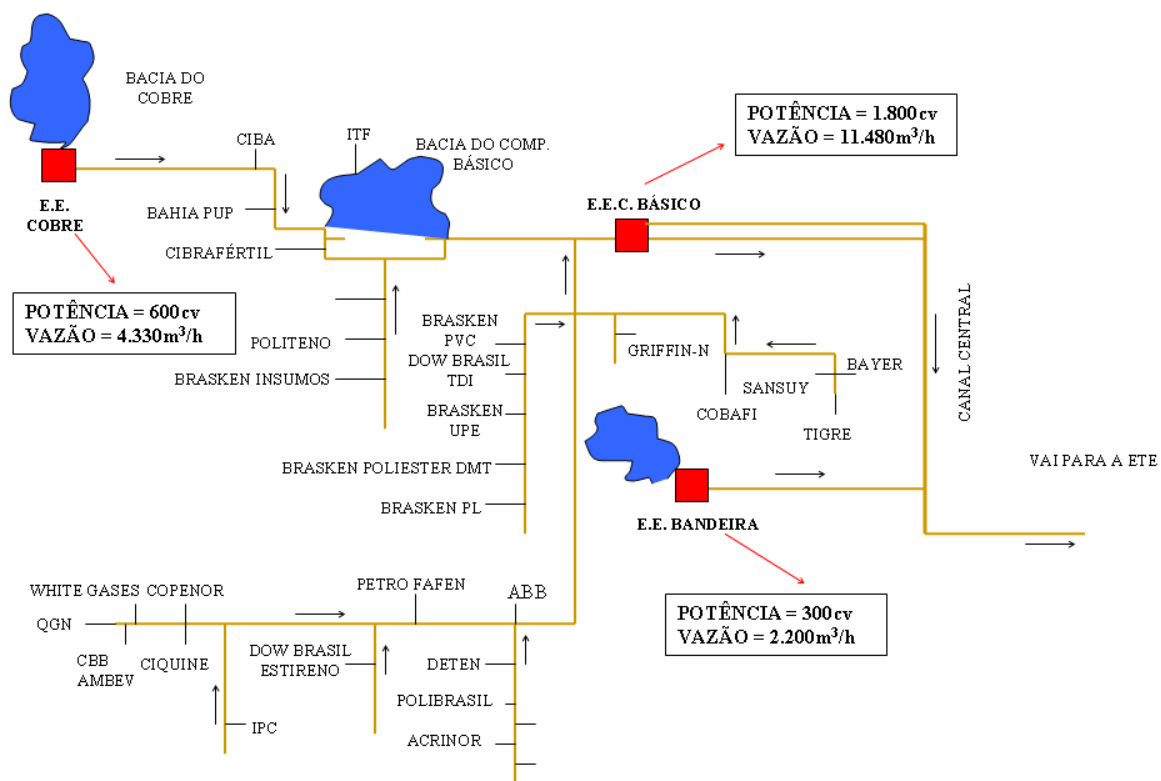 BACIA DO
COBRE
CIBA
ITF
BACIA DO COMP.
BÁSICO
POTÊNCIA = 1.800cv
VAZÃO = 11.480m³/h
E.E.
COBRE
BAHIA PUP
E.E.C. BÁSICO
CIBRAFÉRTIL
POTÊNCIA = 600cv
VAZÃO = 4.330m³/h
POLITENO
BRASKEN INSUMOS
BRASKEN
PVC
DOW BRASIL
TDI
BRASKEN
UPE
BRASKEN POLIESTER DMT
BRASKEN PL
GRIFFIN-N
BAYER
SANSUY
COBAFI
TIGRE
CANAL CENTRAL
VAI PARA A ETE
E.E. BANDEIRA
POTÊNCIA = 300cv
VAZÃO = 2.200m³/h
WHITE GASES
COPENOR
PETRO FAFEN
ABB
QGN
CBB
AMBEV
CIQUINE
DOW BRASIL
ESTIRENO
DETEN
POLIBRASIL
IPC
ACRINOR